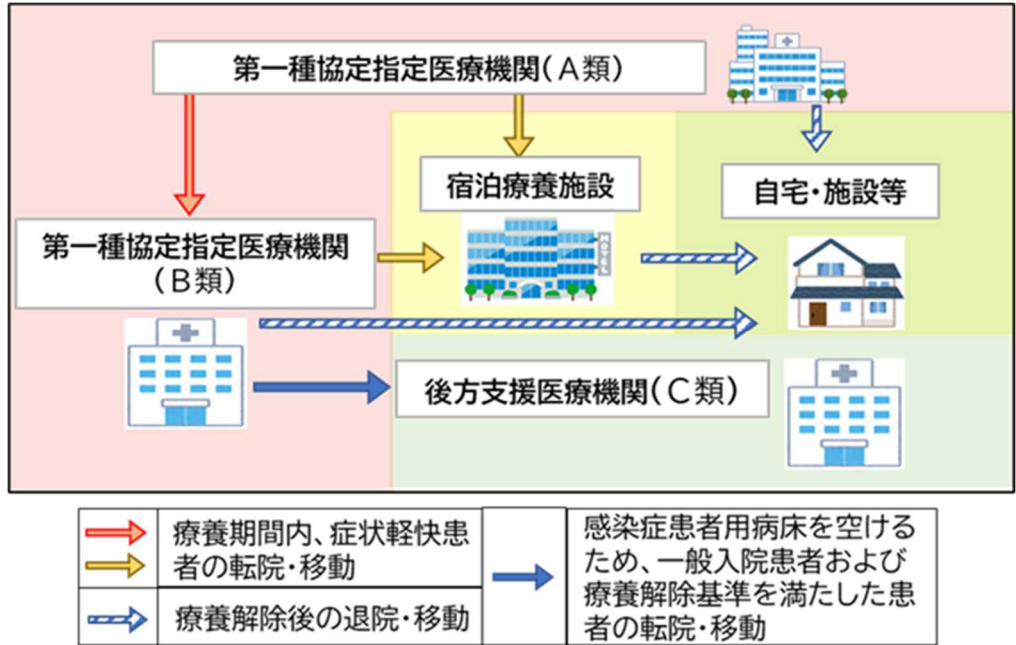 第一種協定指定医療機関(A類)
宿泊療養施設
自宅・施設等
第一種協定指定医療機関
(B類)
HOTEL
後方支援医療機関(C類)
療養期間内、症状軽快患
者の転院・移動
療養解除後の退院・移動
感染症患者用病床を空ける
ため、一般入院患者および
療養解除基準を満たした患
者の転院・移動